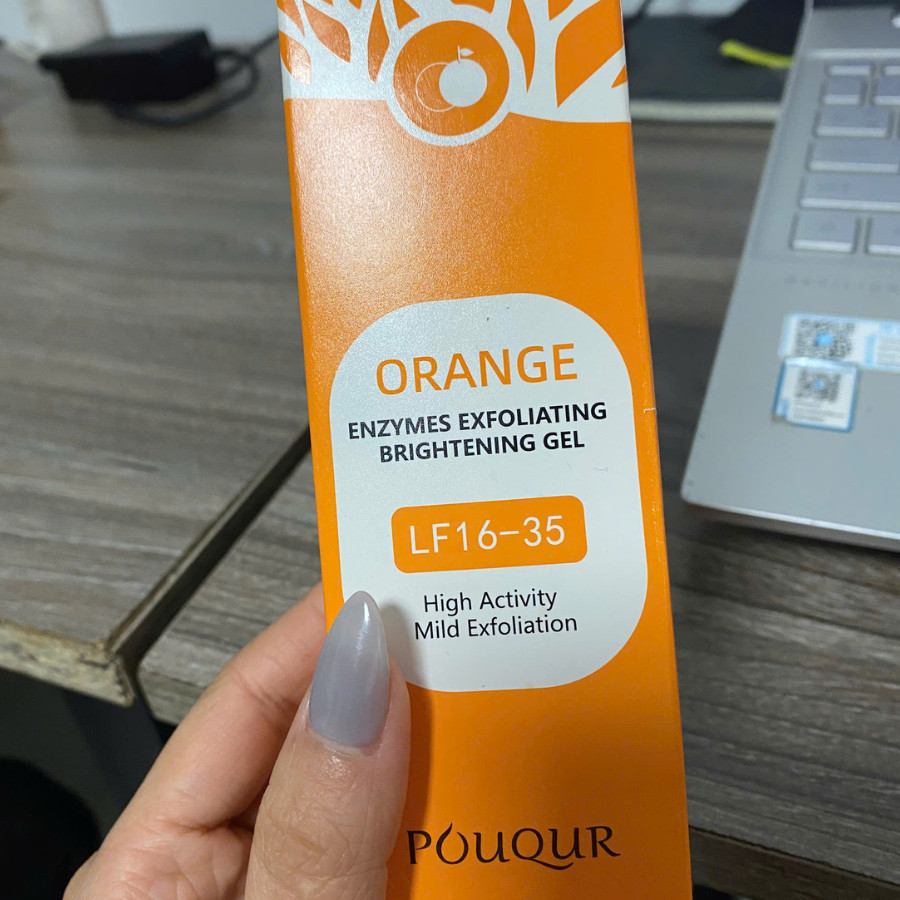 ORANGE
ENZYMES EXFOLIATING
BRIGHTENING GEL
LF16-35
High Activity
Mild Exfoliation
POUQUR